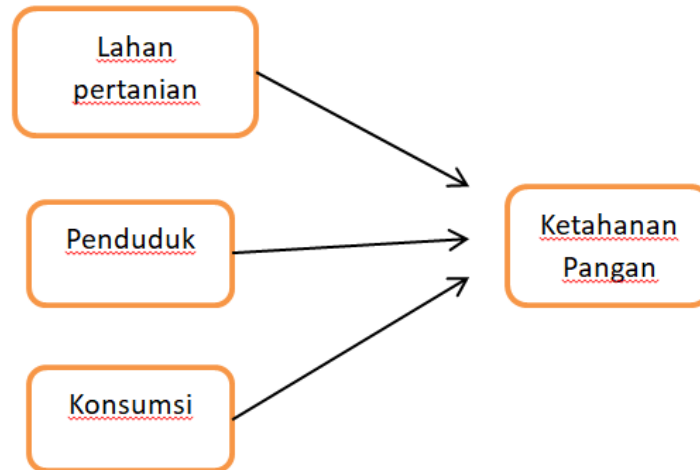 Lahan
pertanian
Penduduk
Konsumsi
Ketahanan
Pangan